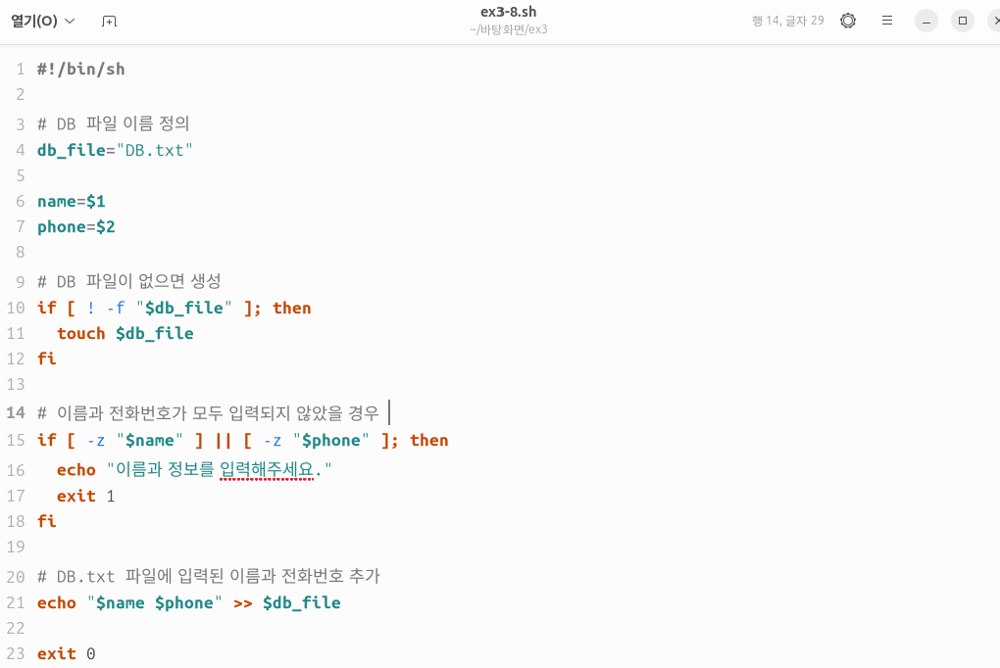 열기(O)
ex3-8.sh
~/바탕화면/ex3
행 14, 글자 29
1 #!/bin/sh
2
3 # DB 파일 이름 정의
4 db_file="DB.txt"
5
6 name=$1
7 phone=$2
8
9 # DB 파일이 없으면 생성
10 if [ ! -f "$db_file" ]; then
11   touch $db_file
12 fi
13
14 # 이름과 전화번호가 모두 입력되지 않았을 경우
15 if [ -z "$name" ] || [ -z "$phone" ]; then
16   echo "이름과 정보를 입력해주세요."
17   exit 1
18 fi
19
20 # DB.txt 파일에 입력된 이름과 전화번호 추가
21 echo "$name $phone" >> $db_file
22
23 exit 0